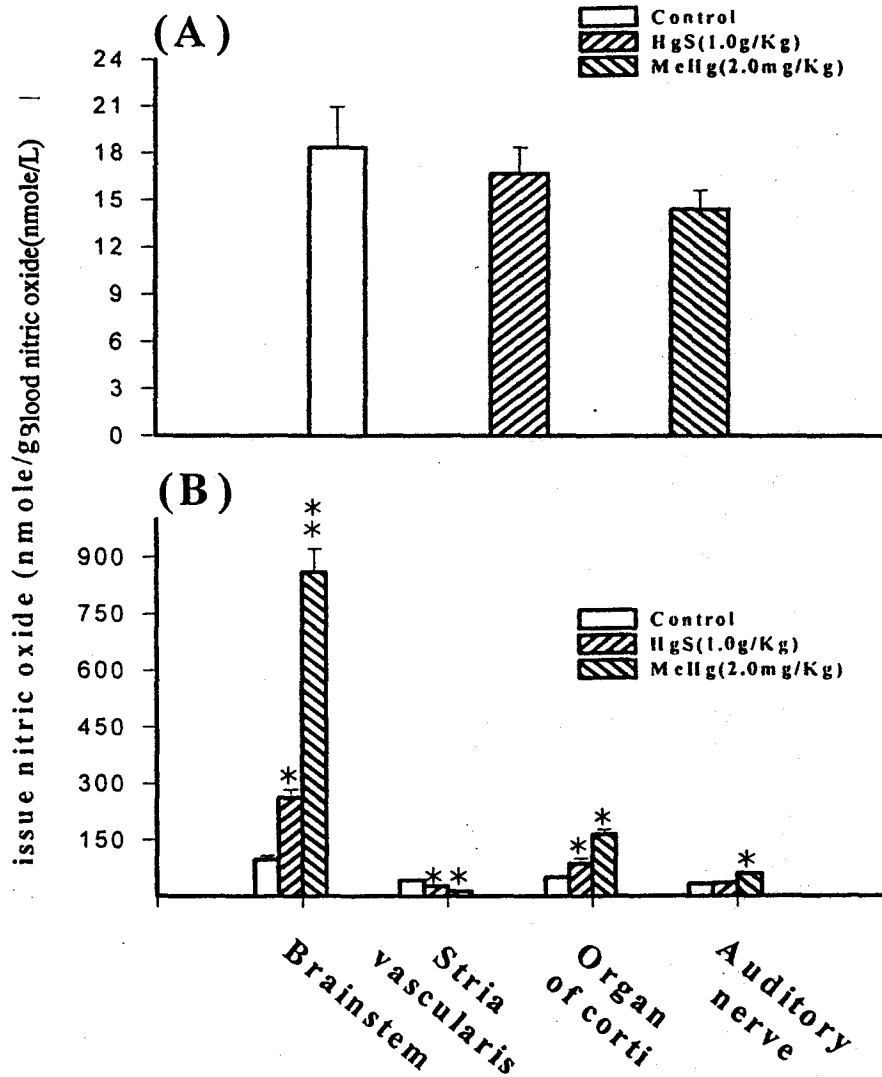 (A)
Control
HgS(1.0g/Kg)
McHg(2.0mg/Kg)
24
21
18
15
12
9
6
3
0
blood nitric oxide(nmole/L)
(B)
**
*
* *
* *
*
Control
HgS(1.0g/Kg)
McHg(2.0mg/Kg)
900
750
600
450
300
150
issue nitric oxide (nmole/g
Brainstem
Stria
vascularis
Organ
of corti
Auditory
nerve